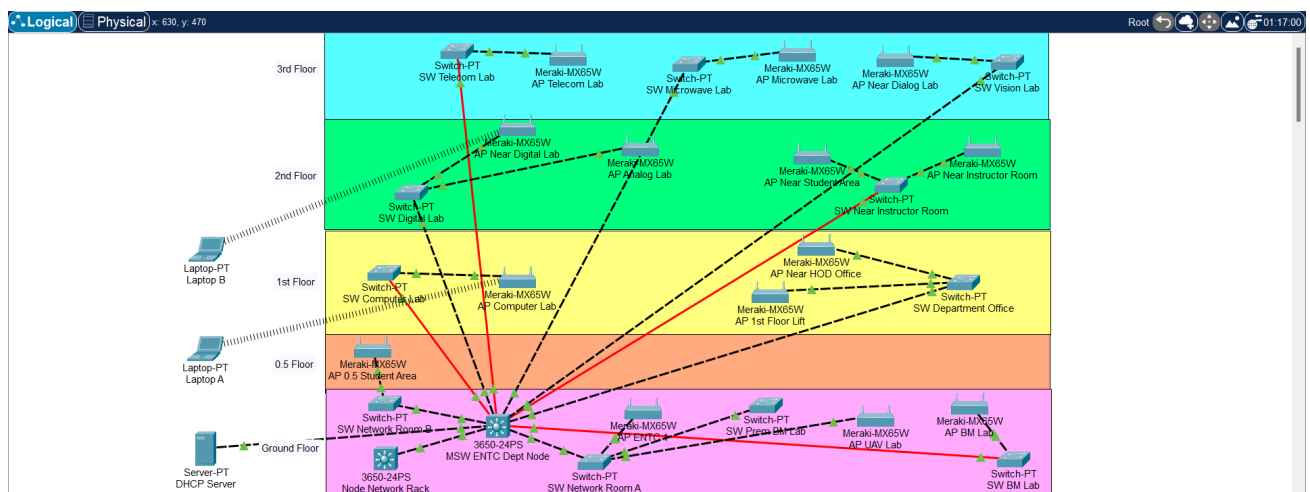 Logical
Physical x: 630, y: 470
Root
01:17:00
3rd Floor
Switch-PT
SW Telecom Lab
Meraki-MX65W
AP Telecom Lab
Switch-PT
SW Microwave Lab
Meraki-MX65W
AP Microwave Lab
Meraki-MX65W
AP Near Dialog Lab
Switch-PT
SW Vision Lab
2nd Floor
Meraki-MX65W
AP Near Digital Lab
Meraki-MX65W
AP Analog Lab
Meraki-MX65W
AP Near Student Area
Meraki-MX65W
AP Near Instructor Room
Switch-PT
SW Digital Lab
Switch-PT
SW Near Instructor Room
Laptop-PT
Laptop B
1st Floor
Switch-PT
SW Computer Lab
Meraki-MX65W
AP Computer Lab
Meraki-MX65W
AP Near HOD Office
Meraki-MX65W
AP 1st Floor Lift
Switch-PT
SW Department Office
Laptop-PT
Laptop A
0.5 Floor
Meraki-MX65W
AP 0.5 Student Area
Ground Floor
Switch-PT
SW Network Room B
3650-24PS
MSW ENTC Dept Node
Meraki-MX65W
AP ENTC 1
Switch-PT
SW Prem BM Lab
Meraki-MX65W
AP UAV Lab
Meraki-MX65W
AP BM Lab
Server-PT
DHCP Server
3650-24PS
Node Network Rack
Switch-PT
SW Network Room A
Switch-PT
SW BM Lab